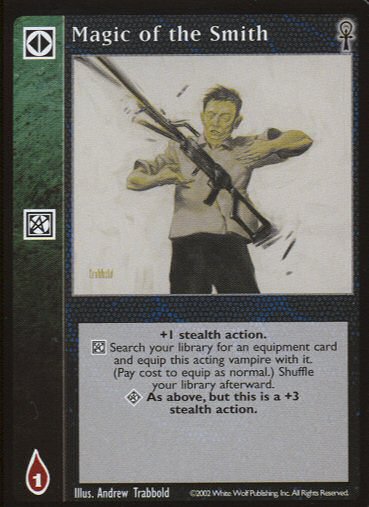 Magic of the Smith
Trabbold
+1 stealth action.
Search your library for an equipment card
and equip this acting vampire with it.
(Pay cost to equip as normal.) Shuffle
your library afterward.
As above, but this is a +3
stealth action.
1
Illus. Andrew Trabbold
©2002 White Wolf Publishing, Inc. All Rights Reserved.